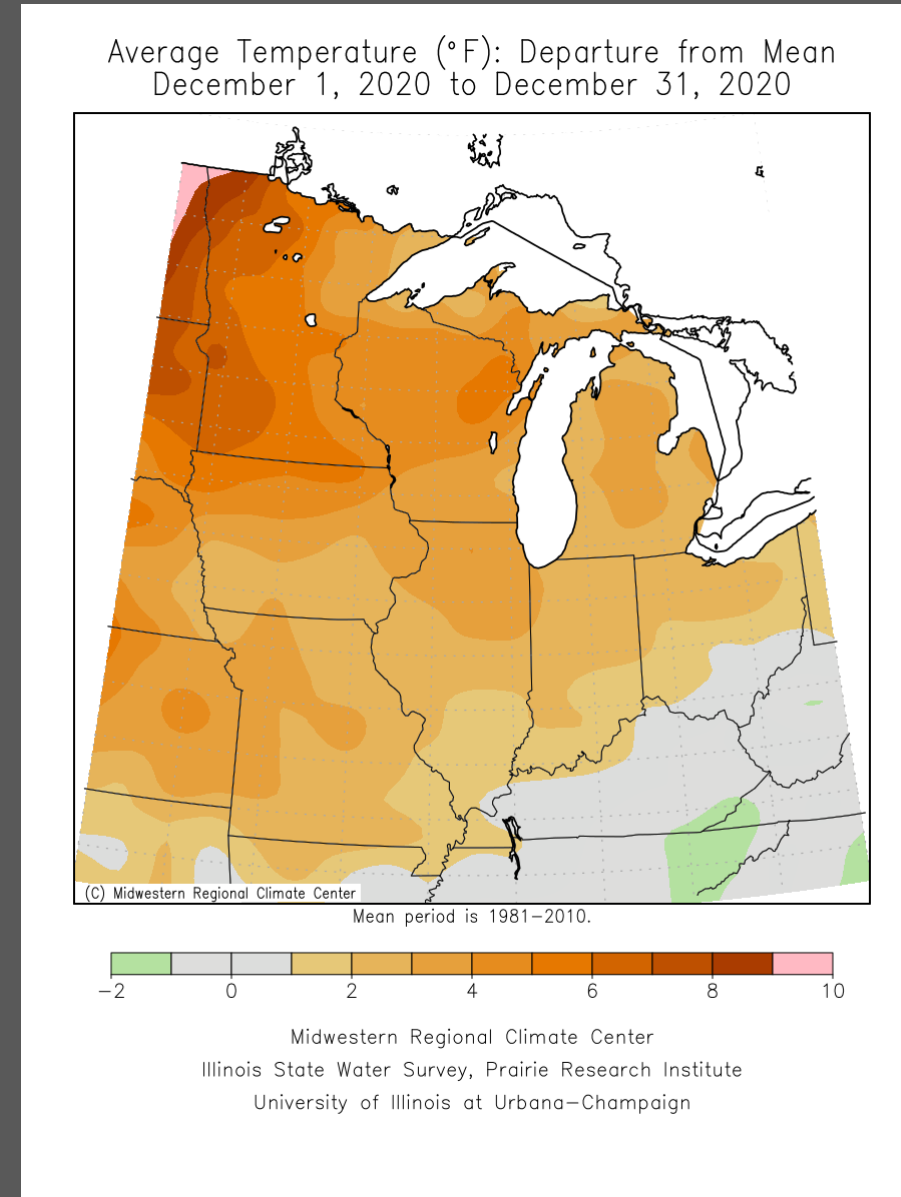 Average Temperature (°F): Departure from Mean
December 1, 2020 to December 31, 2020
(C) Midwestern Regional Climate Center
Mean period is 1981-2010.
-2 0 2 4 6 8 10
Midwestern Regional Climate Center
Illinois State Water Survey, Prairie Research Institute
University of Illinois at Urbana-Champaign